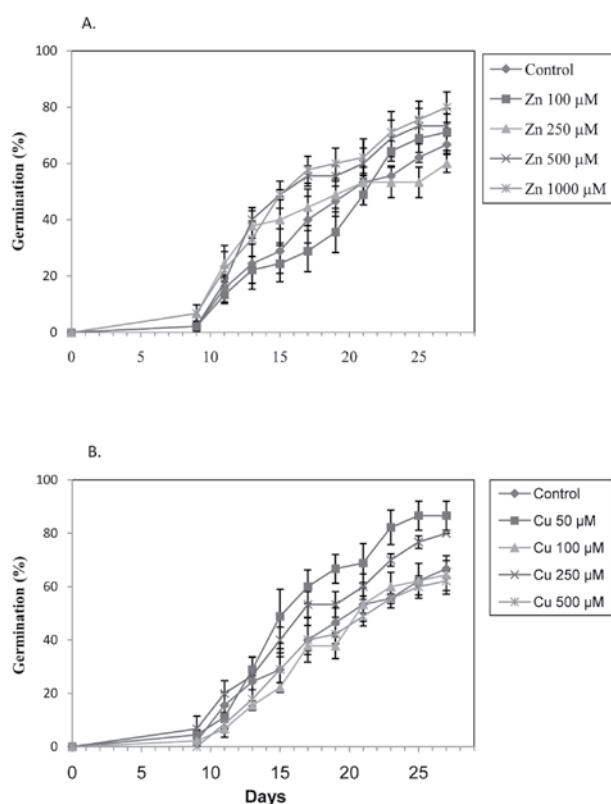 A.
Germination (%)
100
80
60
40
20
0
0 5 10 15 20 25
Control
Zn 100 µM
Zn 250 µM
Zn 500 µM
Zn 1000 µM
B.
Germination (%)
100
80
60
40
20
0
0 5 10 15 20 25
Days
Control
Cu 50 µM
Cu 100 µM
Cu 250 µM
Cu 500 µM